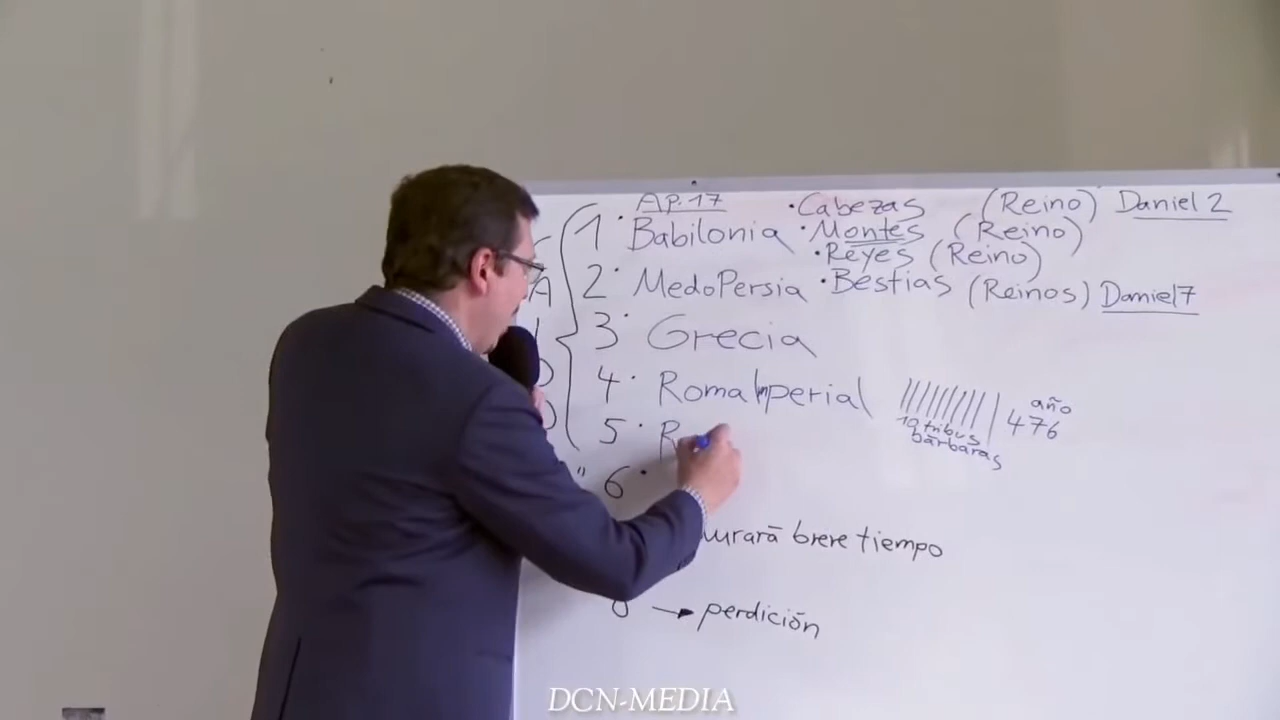 AP. 17
1· Babilonia
2· MedoPersia
3· Grecia
4· Roma Imperial
5· R
" 6·
urará breve tiempo
8 → perdición
·Cabezas (Reino) Daniel 2
·Montes (Reino)
·Reyes (Reino)
·Bestias (Reinos) Daniel 7
10 tribus
bárbaras
año
476
DCN-MEDIA